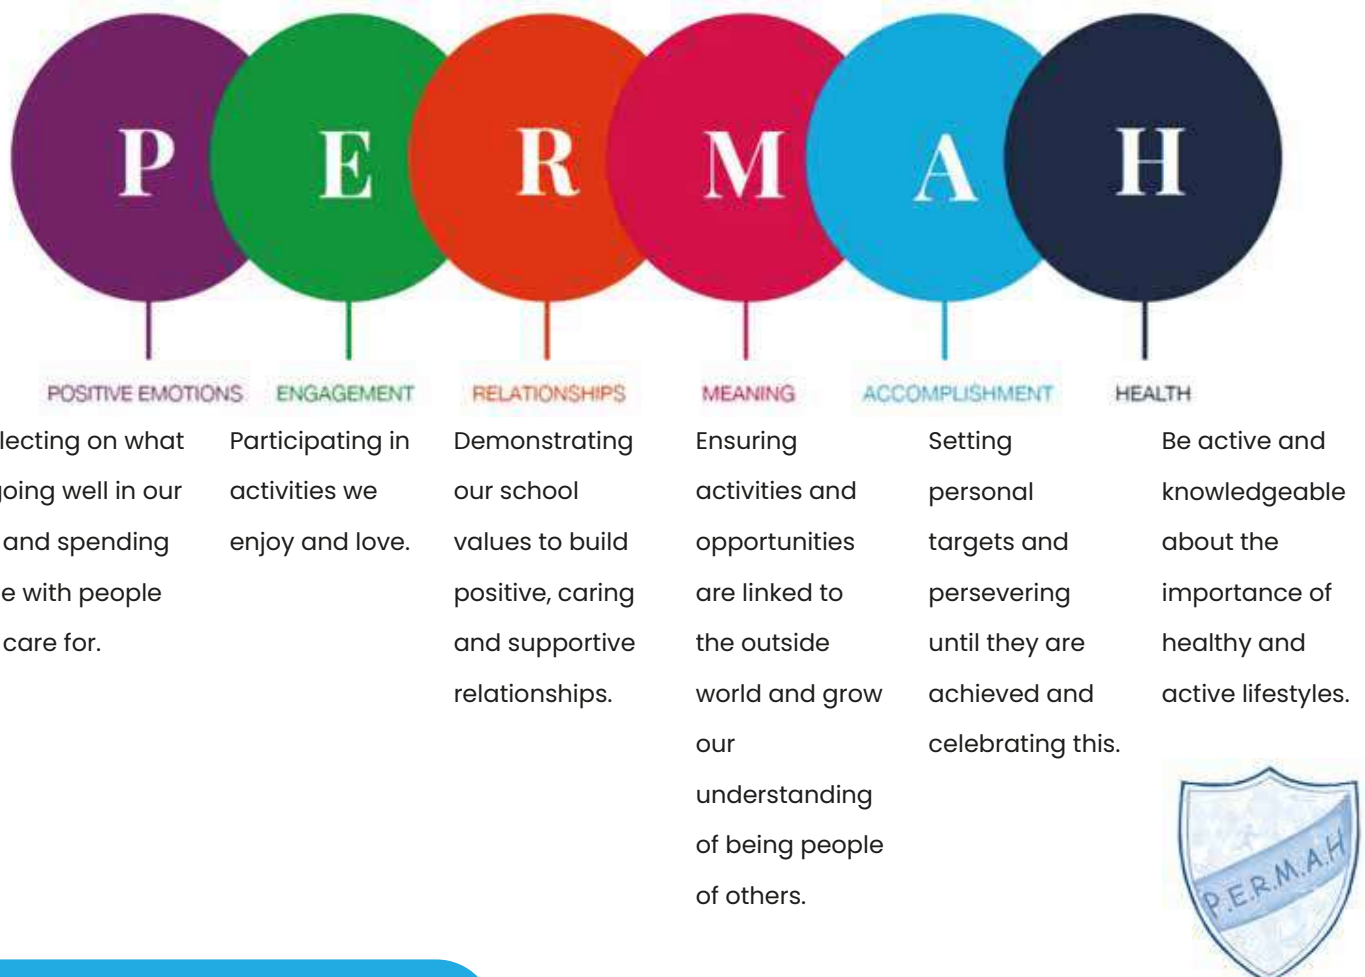 P E R M A H
POSITIVE EMOTIONS ENGAGEMENT RELATIONSHIPS MEANING ACCOMPLISHMENT HEALTH
lecting on what
going well in our
and spending
e with people
care for.
Participating in
activities we
enjoy and love.
Demonstrating
our school
values to build
positive, caring
and supportive
relationships.
Ensuring
activities and
opportunities
are linked to
the outside
world and grow
our
understanding
of being people
of others.
Setting
personal
targets and
persevering
until they are
achieved and
celebrating this.
Be active and
knowledgeable
about the
importance of
healthy and
active lifestyles.
P.E.R.M.A.H